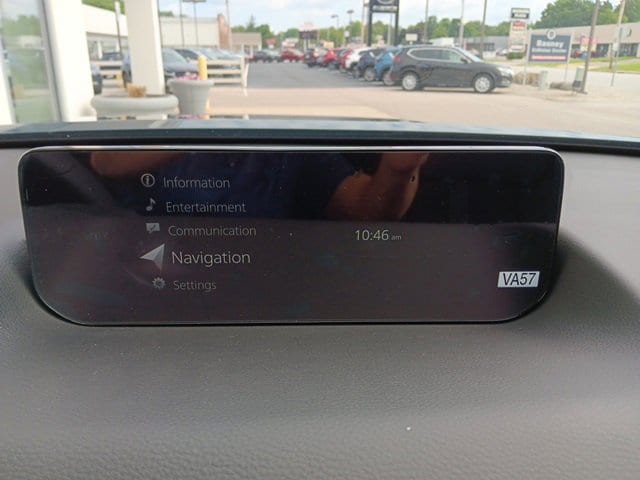 Information
Entertainment
Communication
10:46 am
Navigation
Settings
VA57